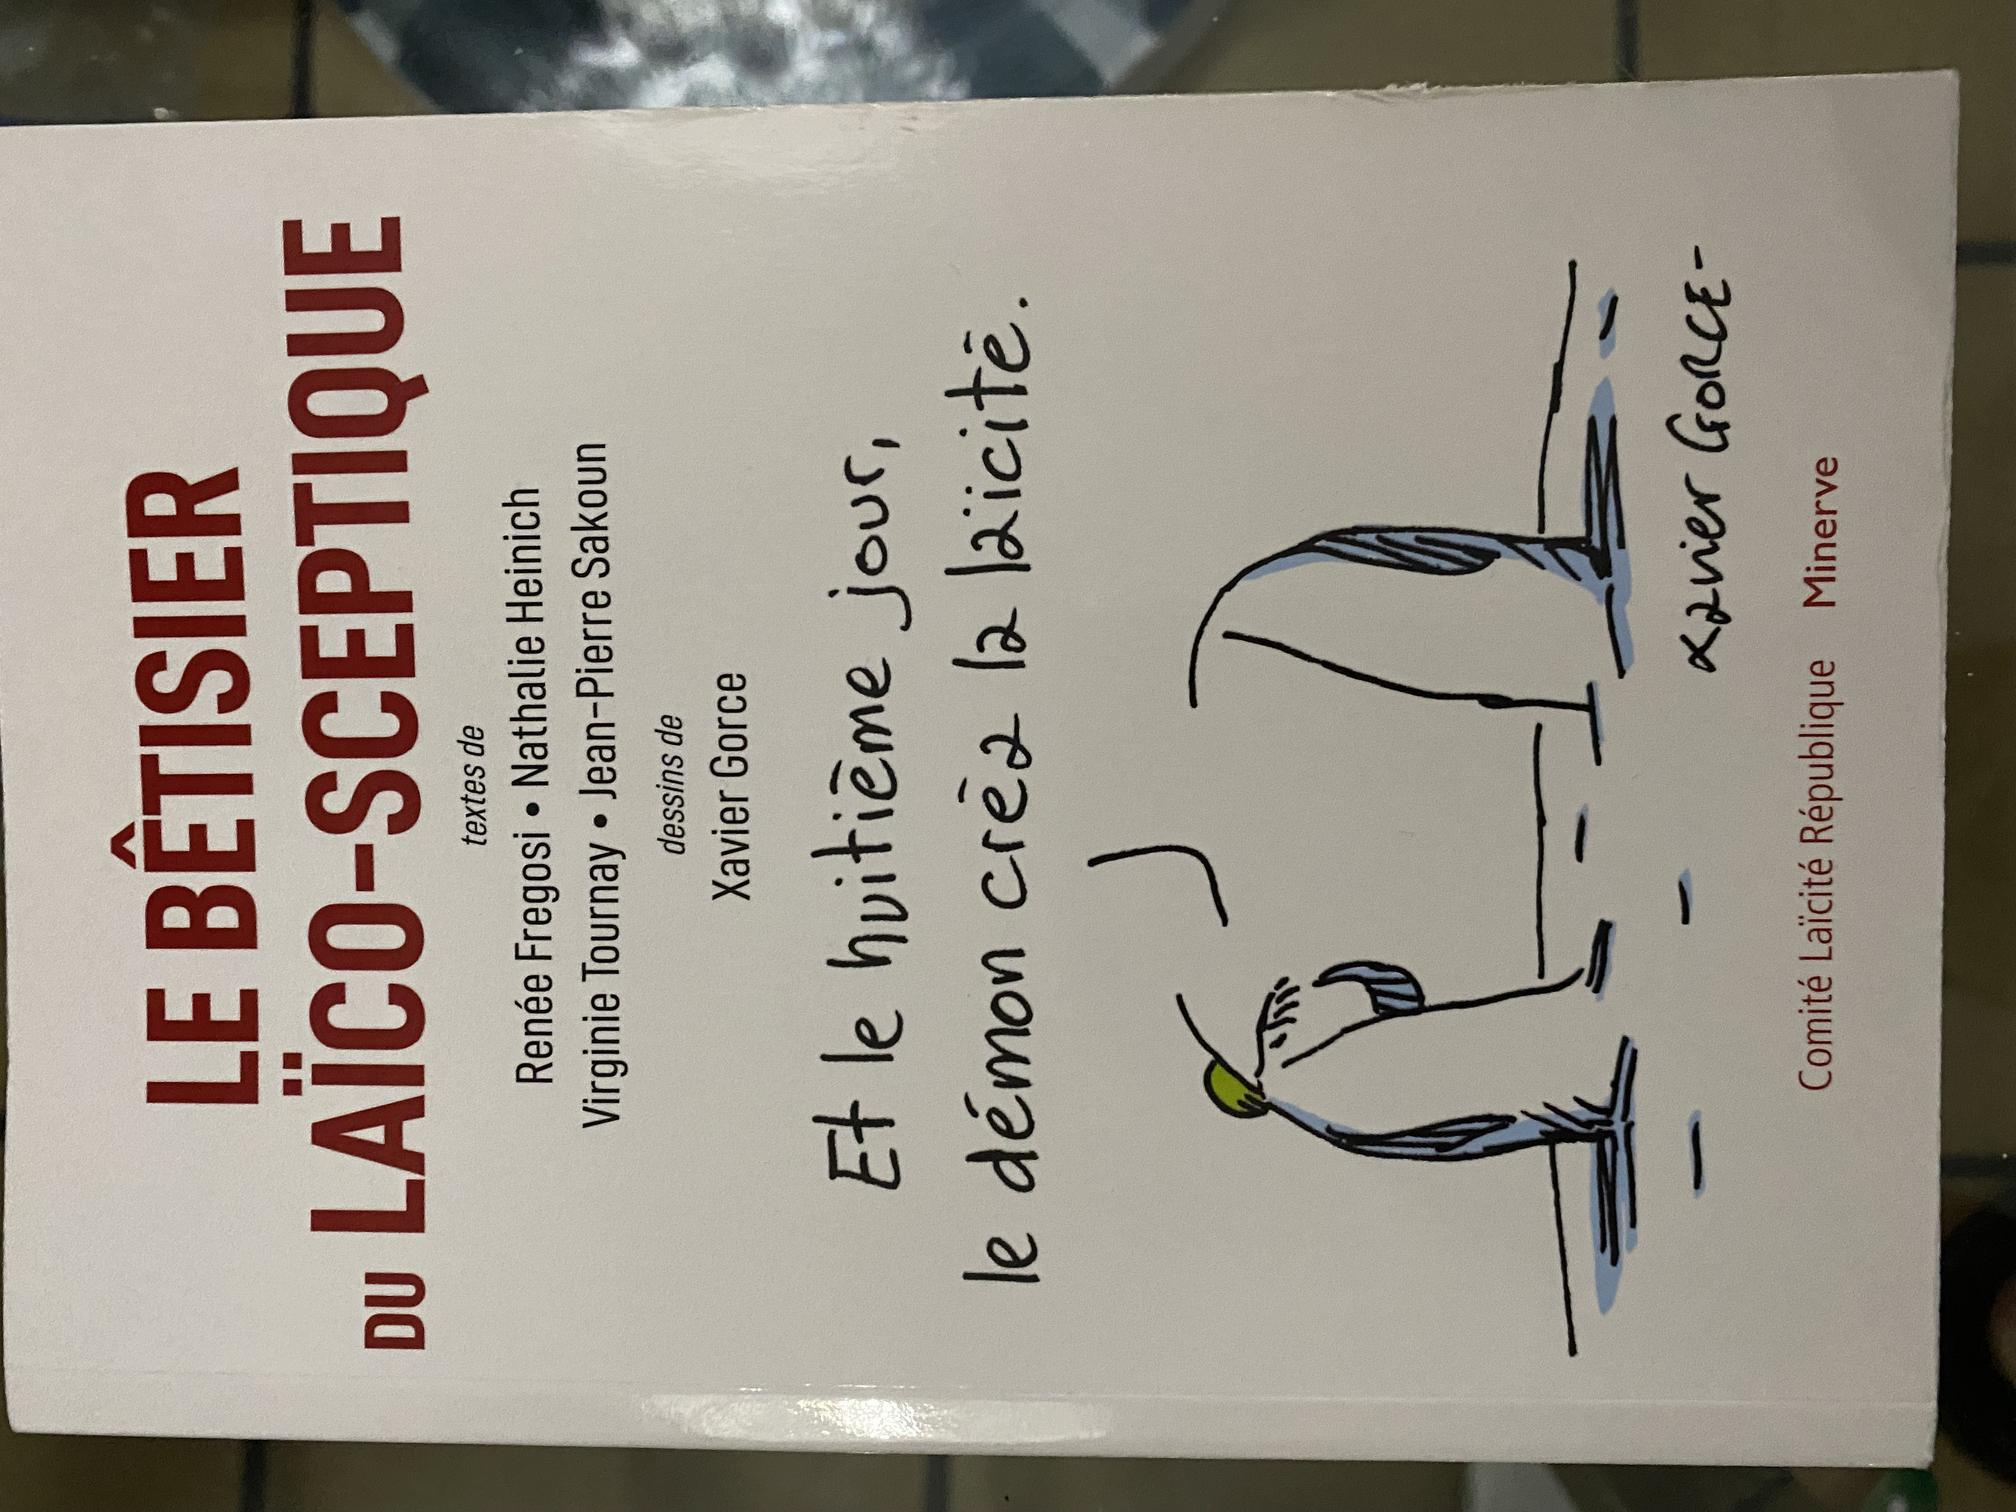 LE BÊTISIER
DU LAÏCO-SCEPTIQUE
textes de
Renée Fregosi • Nathalie Heinich
Virginie Tournay • Jean-Pierre Sakoun
dessins de
Xavier Gorce
Et le huitième jour,
le démon créa la laïcité.
Xavier GORCE-
Comité Laïcité République Minerve